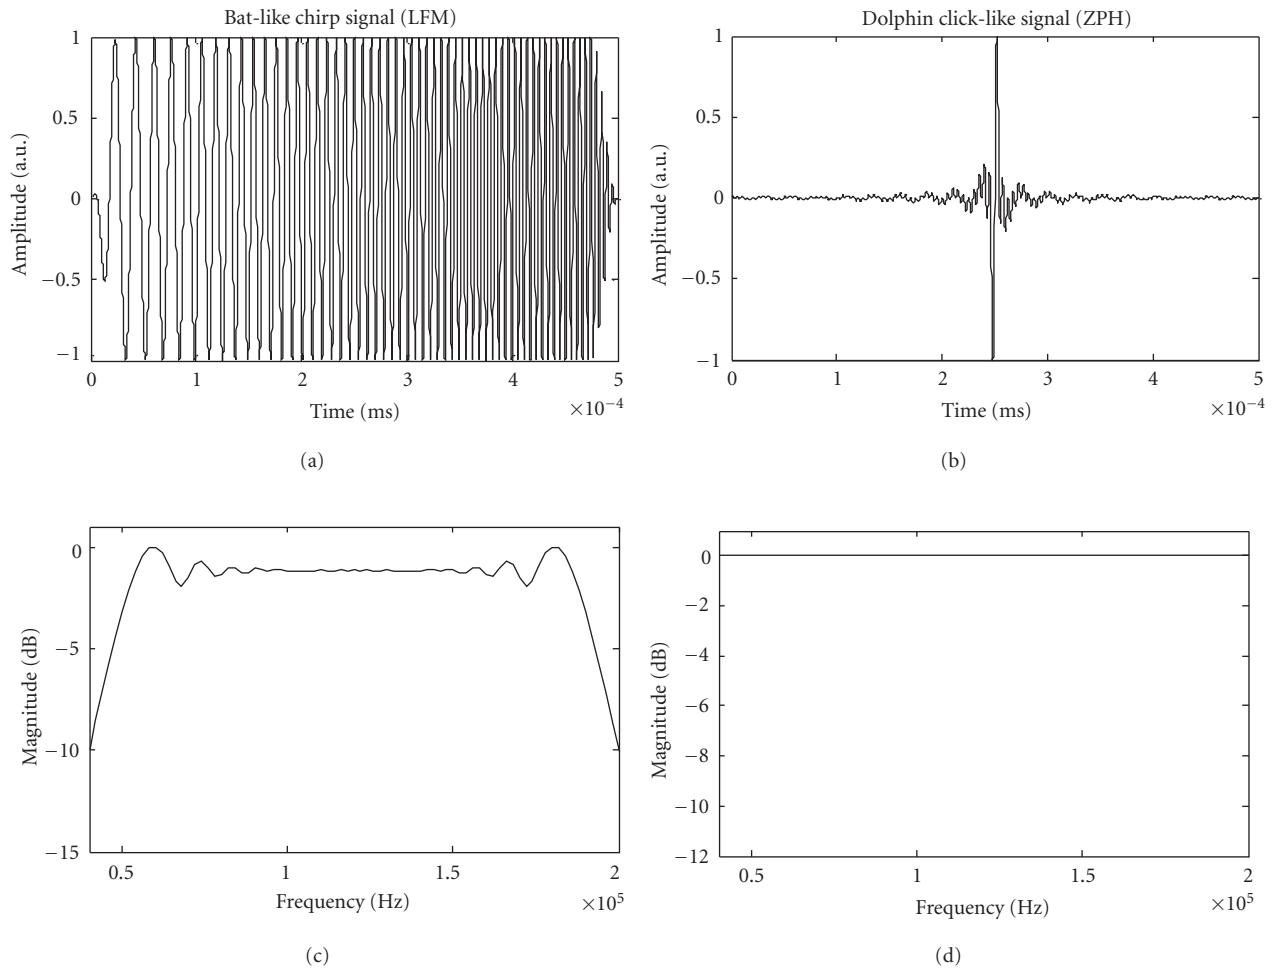 Bat-like chirp signal (LFM)
1
0.5
0
−0.5
−1
Amplitude (a.u.)
0 1 2 3 4 5
Time (ms)
×10−4
(a)
Dolphin click-like signal (ZPH)
1
0.5
0
−0.5
−1
Amplitude (a.u.)
0 1 2 3 4 5
Time (ms)
×10−4
(b)
0
−5
−10
−15
Magnitude (dB)
0.5 1 1.5 2
Frequency (Hz)
×105
(c)
0
−2
−4
−6
−8
−10
−12
Magnitude (dB)
0.5 1 1.5 2
Frequency (Hz)
×105
(d)